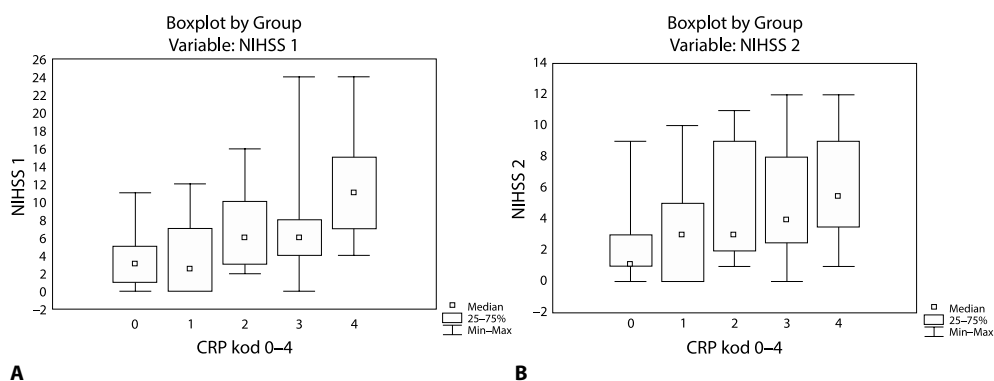 Boxplot by Group
Variable: NIHSS 1
26
24
22
20
18
16
14
12
10
8
6
4
2
0
−2
NIHSS 1
0 1 2 3 4
CRP kod 0–4
Median
25–75%
Min–Max
A
Boxplot by Group
Variable: NIHSS 2
14
12
10
8
6
4
2
0
−2
NIHSS 2
0 1 2 3 4
CRP kod 0–4
Median
25–75%
Min–Max
B